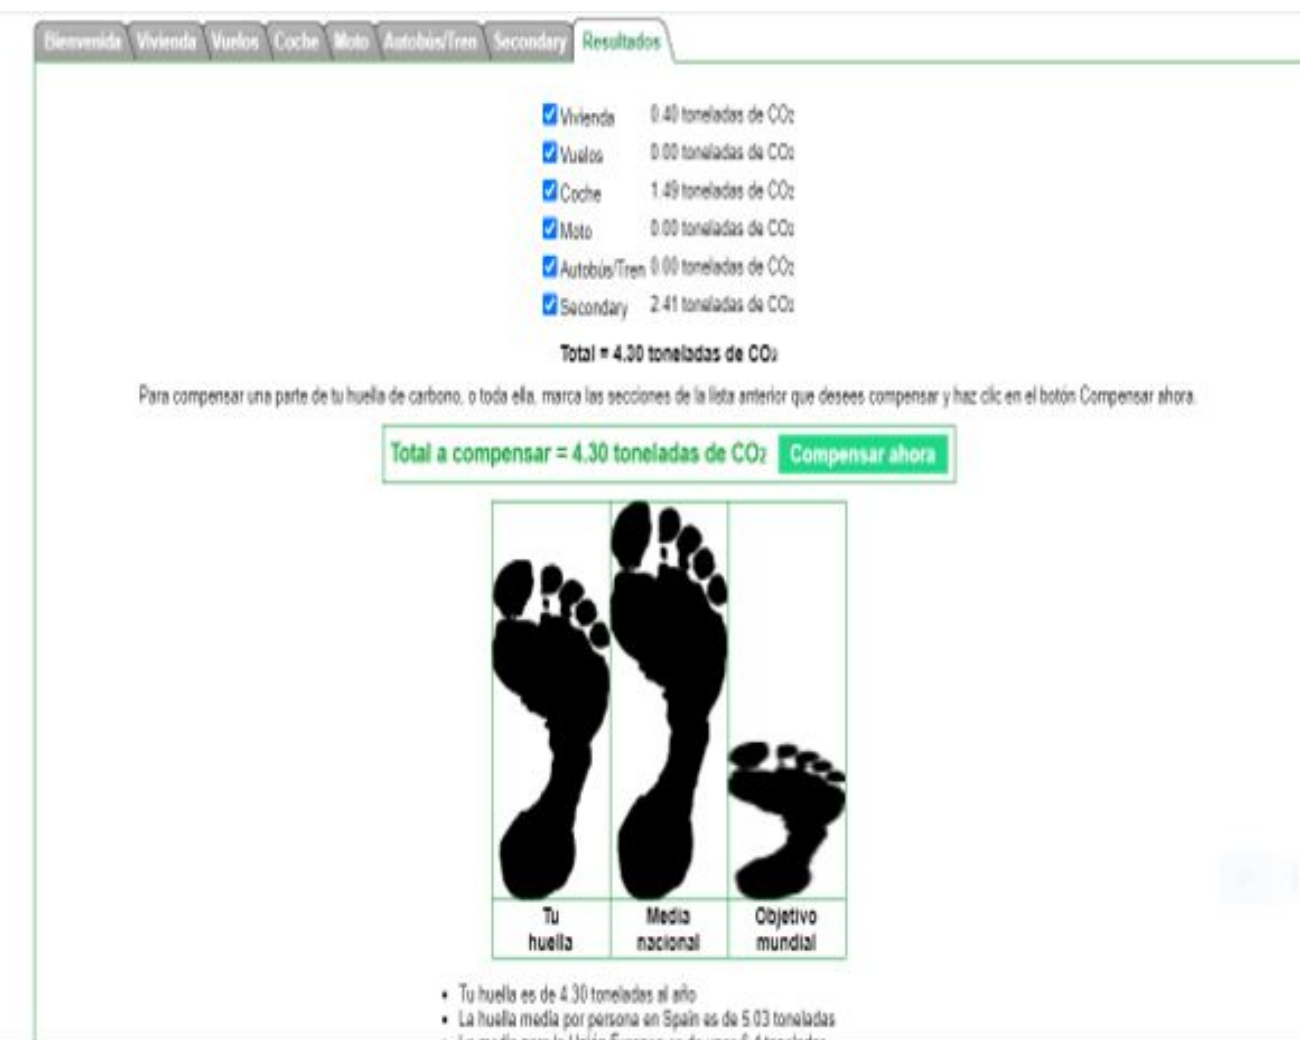 Bienvenida Vivienda Vuelos Coche Moto Autobús/Tren Secondary Resultados
Vivienda 0.40 toneladas de CO2
Vuelos 0.00 toneladas de CO2
Coche 1.49 toneladas de CO2
Moto 0.00 toneladas de CO2
Autobús/Tren 0.00 toneladas de CO2
Secondary 2.41 toneladas de CO2
Total = 4.30 toneladas de CO2
Para compensar una parte de tu huella de carbono, o toda ella, marca las secciones de la lista anterior que desees compensar y haz clic en el botón Compensar ahora.
Total a compensar = 4.30 toneladas de CO2 Compensar ahora
Tu huella
Media nacional
Objetivo mundial
• Tu huella es de 4.30 toneladas al año
• La huella media por persona en Spain es de 5.03 toneladas